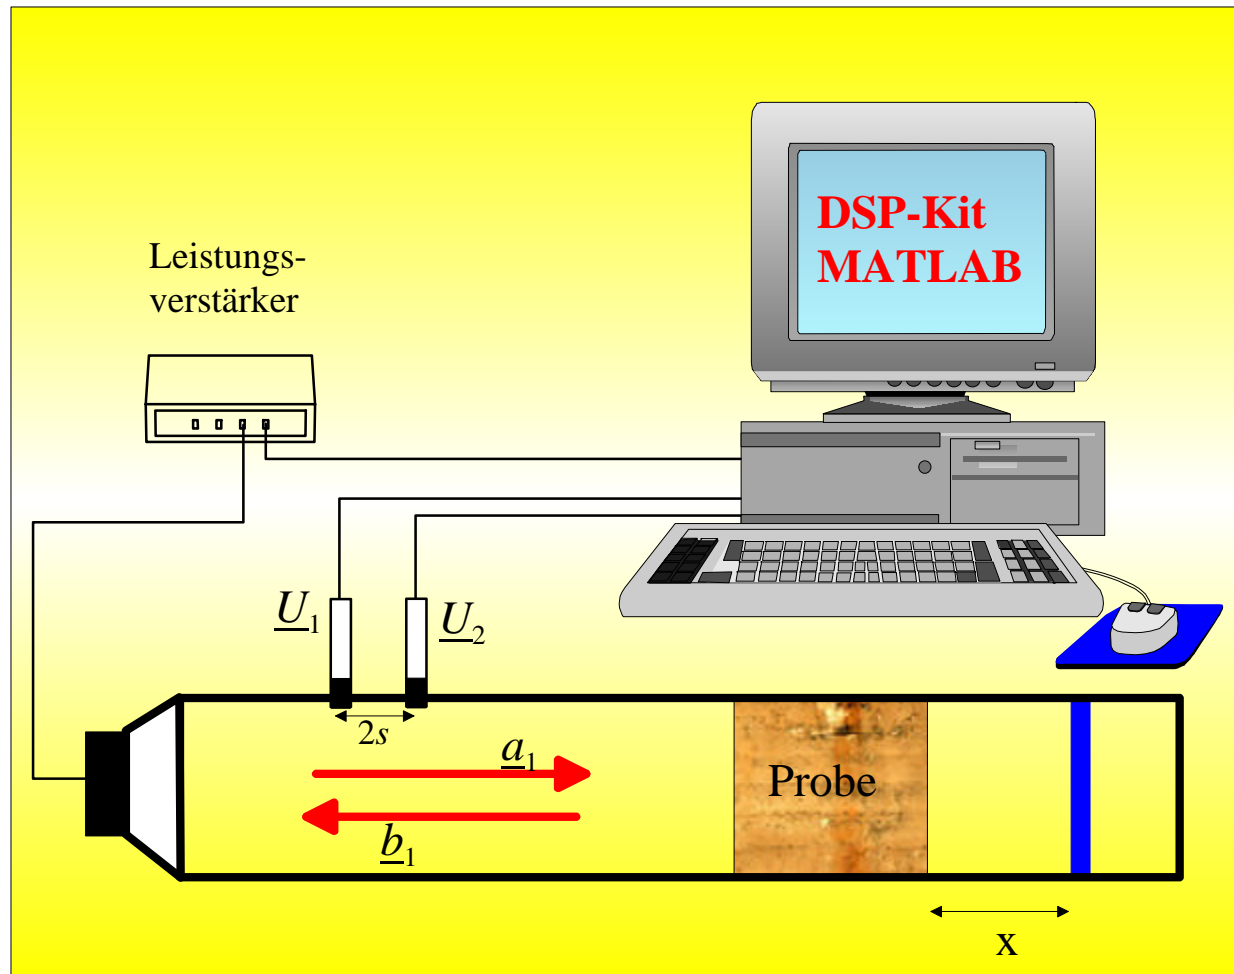 DSP-Kit
MATLAB
Leistungs-
verstärker
U1
U2
2s
a1
Probe
b1
x